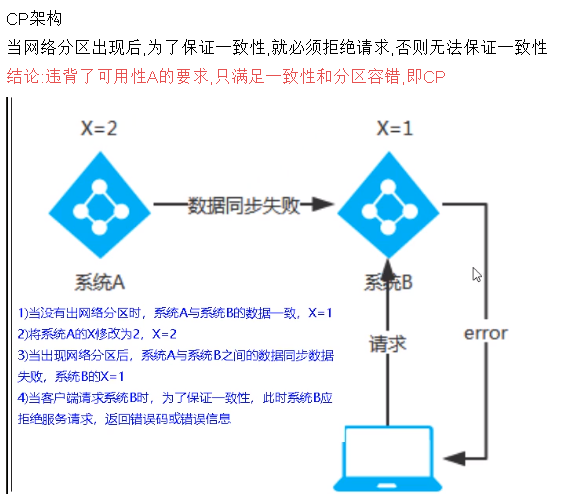 CP架构
当网络分区出现后,为了保证一致性,就必须拒绝请求,否则无法保证一致性
结论:违背了可用性A的要求,只满足一致性和分区容错,即CP
X=2
X=1
数据同步失败
系统A
系统B
1)当没有出网络分区时，系统A与系统B的数据一致，X=1
2)将系统A的X修改为2，X=2
3)当出现网络分区后，系统A与系统B之间的数据同步数据
失败，系统B的X=1
4)当客户端请求系统B时，为了保证一致性，此时系统B应
拒绝服务请求，返回错误码或错误信息
请求
error